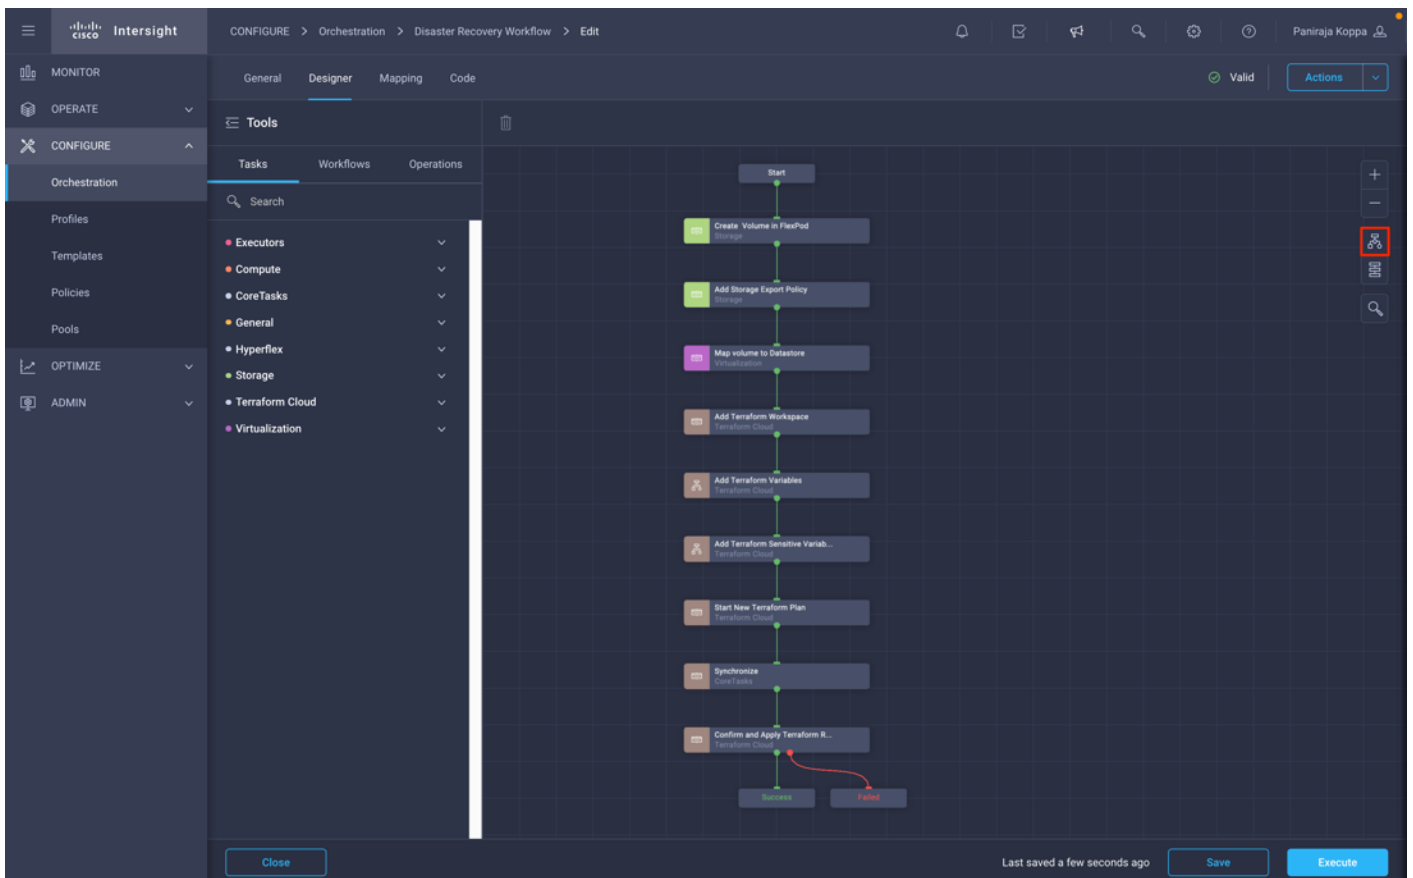 cisco Intersight
CONFIGURE > Orchestration > Disaster Recovery Workflow > Edit
Paniraja Koppa
MONITOR
OPERATE
CONFIGURE
Orchestration
Profiles
Templates
Policies
Pools
OPTIMIZE
ADMIN
General Designer Mapping Code
Valid
Actions
Tools
Tasks Workflows Operations
Search
Executors
Compute
CoreTasks
General
Hyperflex
Storage
Terraform Cloud
Virtualization
Start
Create Volume in FlexPod
Storage
Add Storage Export Policy
Storage
Map volume to Datastore
Virtualization
Add Terraform Workspace
Terraform Cloud
Add Terraform Variables
Terraform Cloud
Add Terraform Sensitive Variab...
Terraform Cloud
Start New Terraform Plan
Terraform Cloud
Synchronize
CoreTasks
Confirm and Apply Terraform R...
Terraform Cloud
Success
Failed
Close
Last saved a few seconds ago
Save
Execute